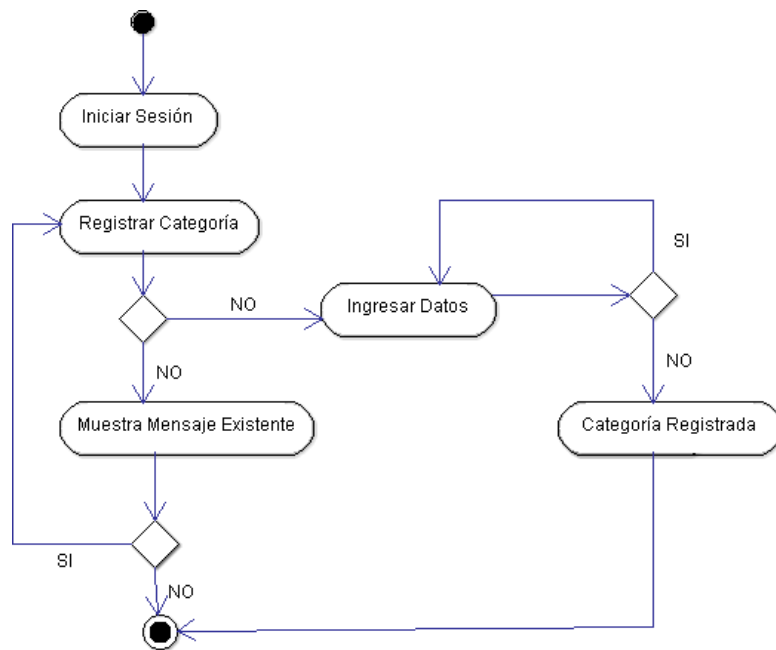 Iniciar Sesión
Registrar Categoría
SI
NO
Ingresar Datos
NO
NO
Muestra Mensaje Existente
Categoría Registrada
SI
NO